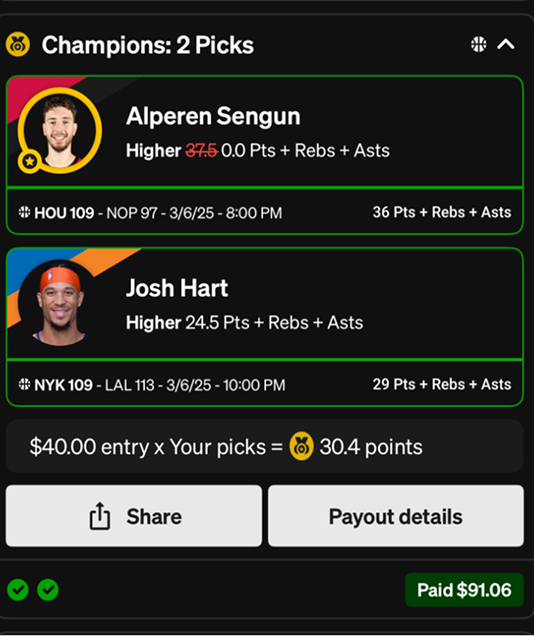 Champions: 2 Picks
Alperen Sengun
Higher 37.5 0.0 Pts + Rebs + Asts
HOU 109 - NOP 97 - 3/6/25 - 8:00 PM 36 Pts + Rebs + Asts
Josh Hart
Higher 24.5 Pts + Rebs + Asts
NYK 109 - LAL 113 - 3/6/25 - 10:00 PM 29 Pts + Rebs + Asts
$40.00 entry x Your picks = 30.4 points
Share Payout details
Paid $91.06